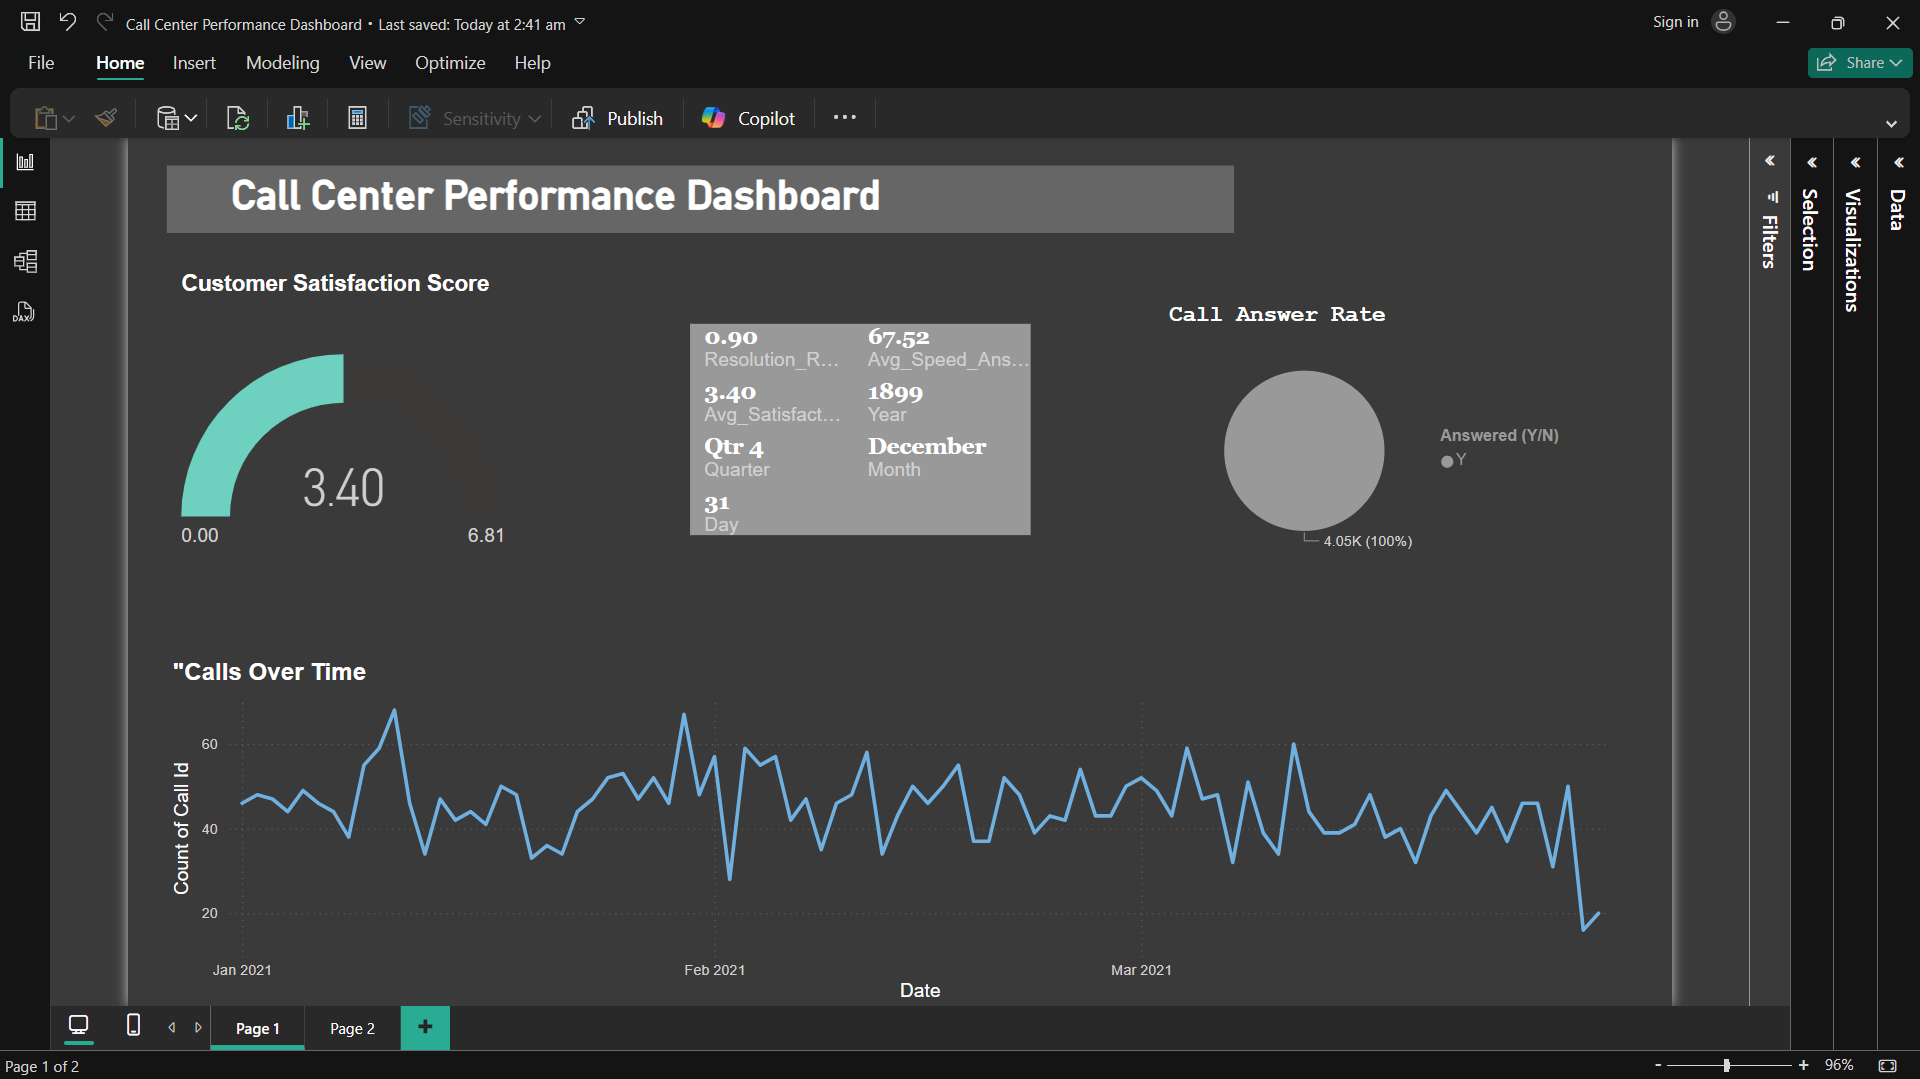 Call Center Performance Dashboard • Last saved: Today at 2:41 am
Sign in
File Home Insert Modeling View Optimize Help
Share
Sensitivity
Publish
Copilot
DAX
Call Center Performance Dashboard
Filters
Selection
Visualizations
Data
Customer Satisfaction Score
3.40
0.00
6.81
0.90
Resolution_R...
67.52
Avg_Speed_Ans...
3.40
Avg_Satisfact...
1899
Year
Qtr 4
Quarter
December
Month
31
Day
Call Answer Rate
Answered (Y/N)
Y
4.05K (100%)
"Calls Over Time
Count of Call Id
60
40
20
Jan 2021
Feb 2021
Mar 2021
Date
Page 1
Page 2
+
Page 1 of 2
- + 96%